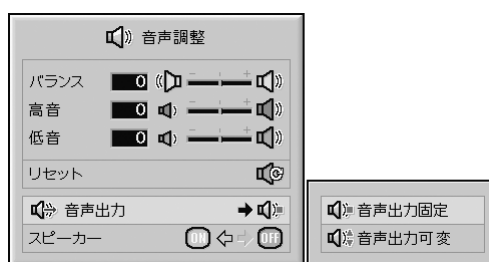 音声調整
バランス 0
高音 0
低音 0
リセット
音声出力
スピーカー ON OFF
音声出力固定
音声出力可変